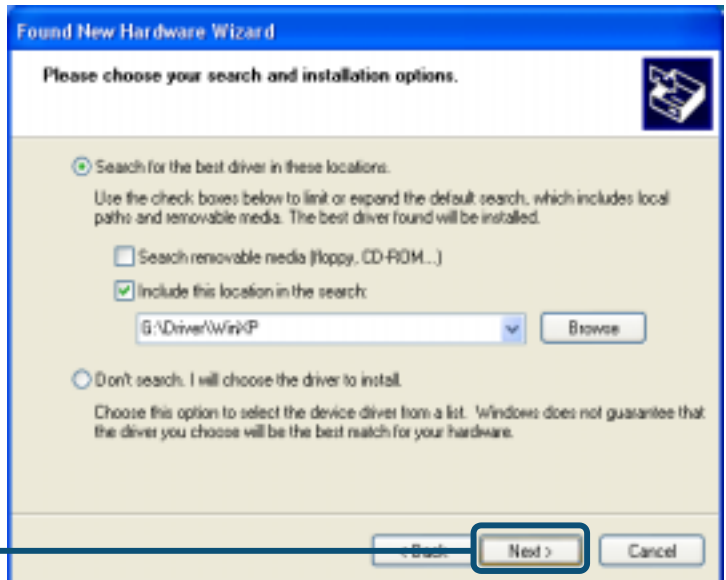 Found New Hardware Wizard
Please choose your search and installation options.
Search for the best driver in these locations.
Use the check boxes below to limit or expand the default search, which includes local
paths and removable media. The best driver found will be installed.
Search removable media (floppy, CD-ROM...)
Include this location in the search:
G:\Driver\WinXP
Browse
Don't search. I will choose the driver to install.
Choose this option to select the device driver from a list. Windows does not guarantee that
the driver you choose will be the best match for your hardware.
< Back Next > Cancel